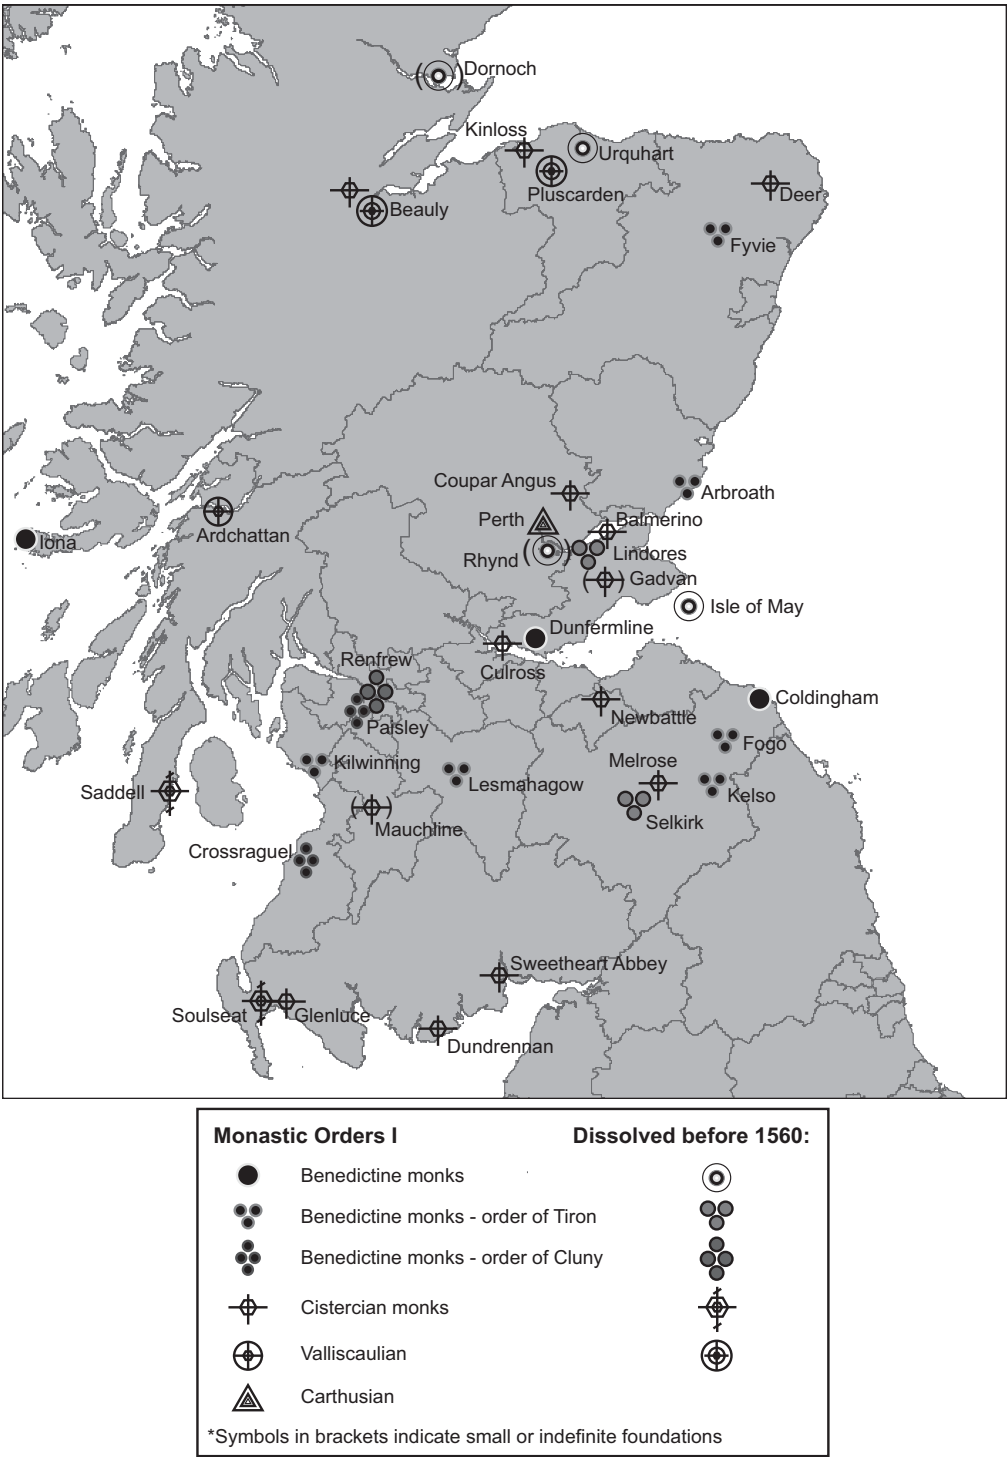 Dornoch
Kinloss
Urquhart
Pluscarden
Deer
Beauly
Fyvie
Coupar Angus
Arbroath
Perth
Balmerino
Iona
Ardchattan
Rhynd
Lindores
Gadvan
Isle of May
Dunfermline
Renfrew
Culross
Coldingham
Newbattle
Paisley
Fogo
Kilwinning
Melrose
Lesmahagow
Saddell
Kelso
Selkirk
Mauchline
Crossraguel
Sweetheart Abbey
Soulseat
Glenluce
Dundrennan
Monastic Orders I
Dissolved before 1560:
Benedictine monks
Benedictine monks - order of Tiron
Benedictine monks - order of Cluny
Cistercian monks
Valliscaulian
Carthusian
*Symbols in brackets indicate small or indefinite foundations